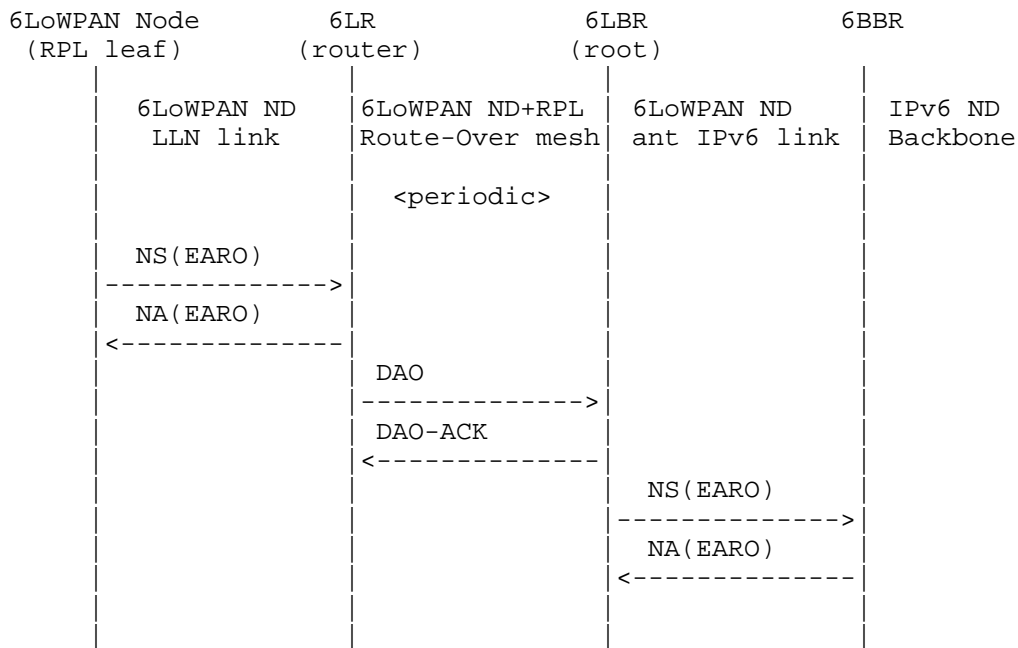 6LoWPAN Node 6LR 6LBR 6BBR
(RPL leaf) (router) (root)
6LoWPAN ND 6LoWPAN ND+RPL 6LoWPAN ND IPv6 ND
LLN link Route-Over mesh ant IPv6 link Backbone
<periodic>
NS(EARO)
NA(EARO)
DAO
DAO-ACK
NS(EARO)
NA(EARO)